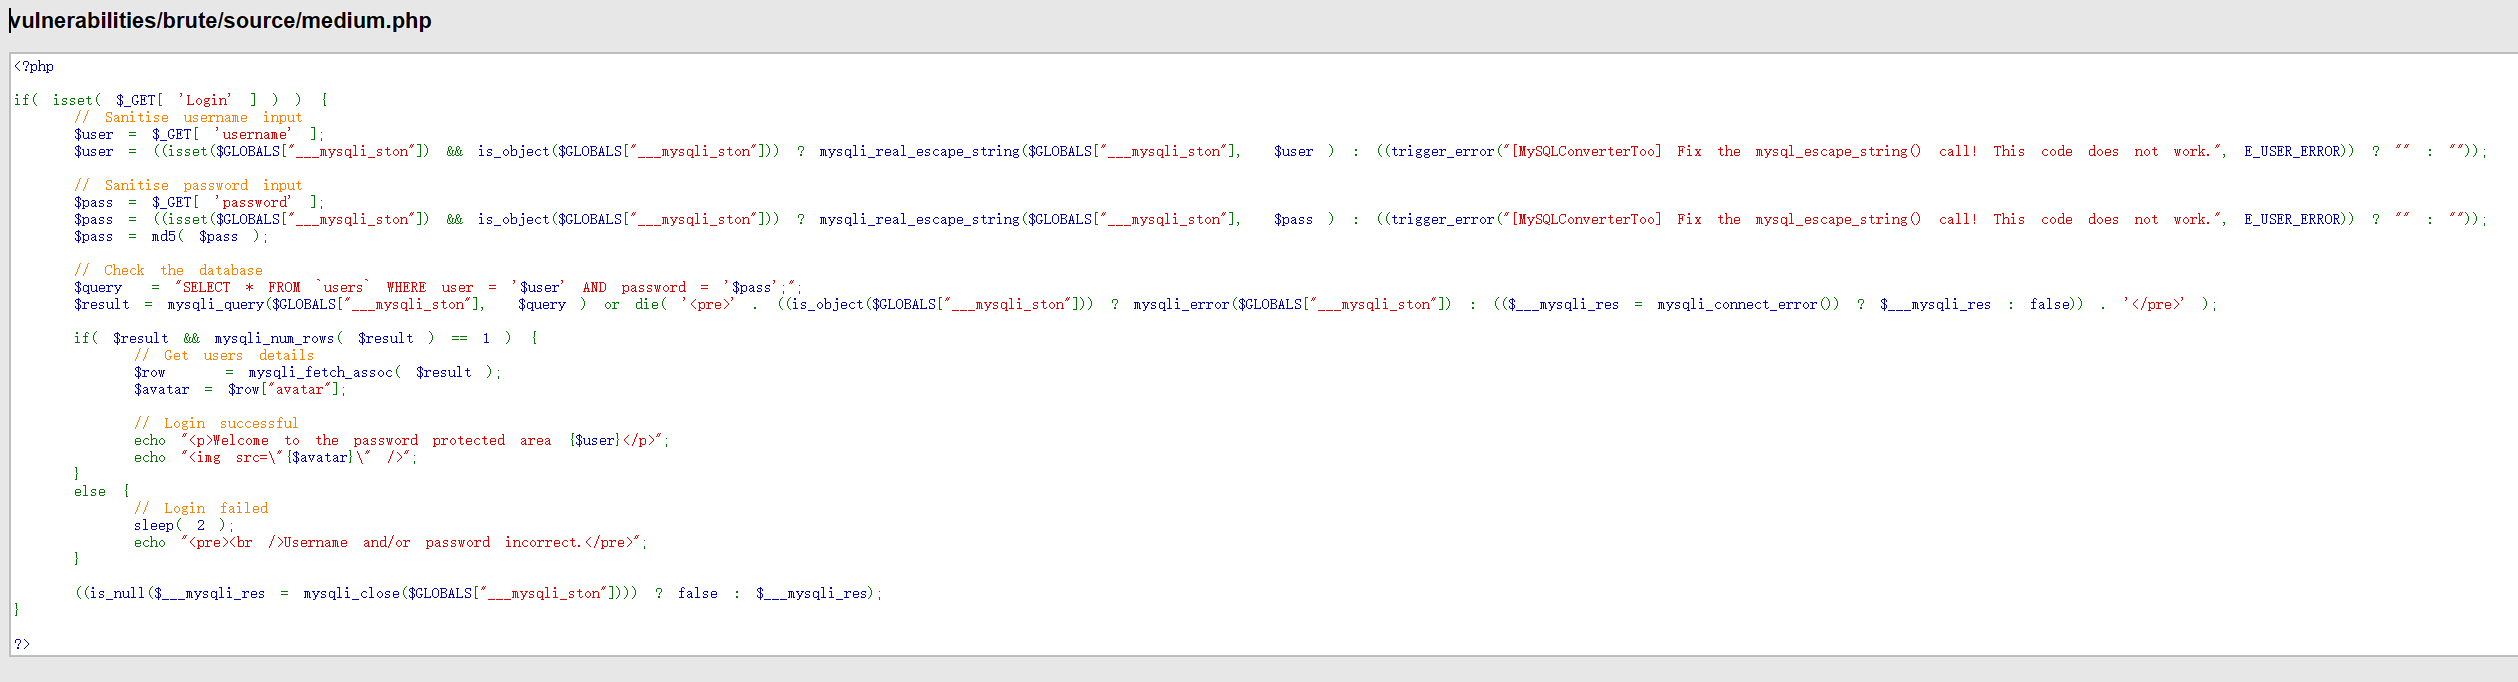 vulnerabilities/brute/source/medium.php
<?php
if( isset( $_GET[ 'Login' ] ) ) {
// Sanitise username input
$user = $_GET[ 'username' ];
$user = ((isset($GLOBALS["___mysqli_ston"]) && is_object($GLOBALS["___mysqli_ston"])) ? mysqli_real_escape_string($GLOBALS["___mysqli_ston"], $user ) : ((trigger_error("[MySQLConverterToo] Fix the mysql_escape_string() call! This code does not work.", E_USER_ERROR)) ? "" : ""));
// Sanitise password input
$pass = $_GET[ 'password' ];
$pass = ((isset($GLOBALS["___mysqli_ston"]) && is_object($GLOBALS["___mysqli_ston"])) ? mysqli_real_escape_string($GLOBALS["___mysqli_ston"], $pass ) : ((trigger_error("[MySQLConverterToo] Fix the mysql_escape_string() call! This code does not work.", E_USER_ERROR)) ? "" : ""));
$pass = md5( $pass );
// Check the database
$query = "SELECT * FROM `users` WHERE user = '$user' AND password = '$pass';";
$result = mysqli_query($GLOBALS["___mysqli_ston"], $query ) or die( '<pre>' . ((is_object($GLOBALS["___mysqli_ston"])) ? mysqli_error($GLOBALS["___mysqli_ston"]) : (($___mysqli_res = mysqli_connect_error()) ? $___mysqli_res : false)) . '</pre>' );
if( $result && mysqli_num_rows( $result ) == 1 ) {
// Get users details
$row = mysqli_fetch_assoc( $result );
$avatar = $row["avatar"];
// Login successful
echo "<p>Welcome to the password protected area {$user}</p>";
echo "<img src=\"{$avatar}\" />";
}
else {
// Login failed
sleep( 2 );
echo "<pre><br />Username and/or password incorrect.</pre>";
}
((is_null($___mysqli_res = mysqli_close($GLOBALS["___mysqli_ston"]))) ? false : $___mysqli_res);
}
?>